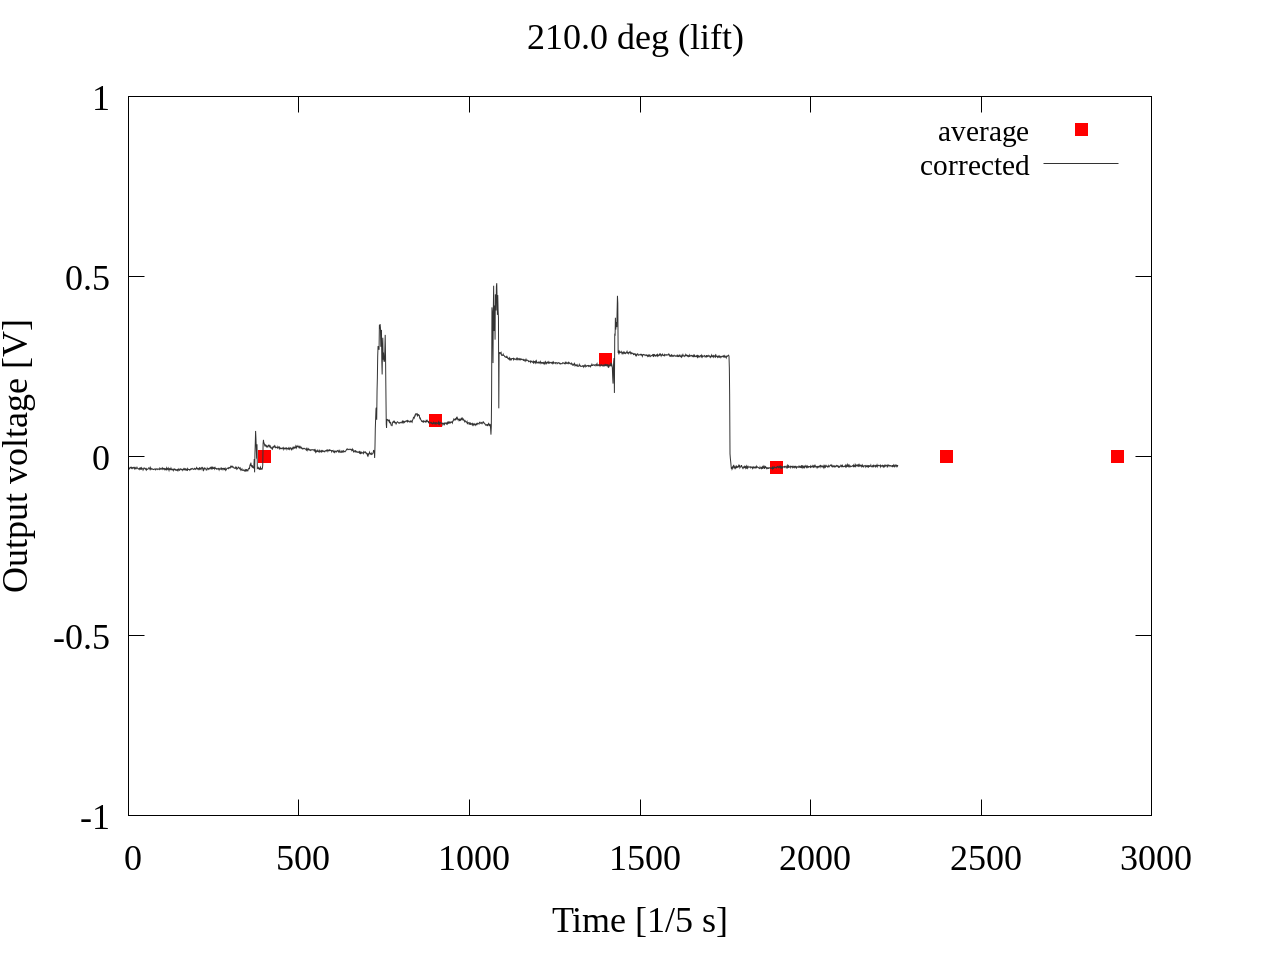 210.0 deg (lift)
average
corrected
Output voltage [V]
1
0.5
0
-0.5
-1
0 500 1000 1500 2000 2500 3000
Time [1/5 s]